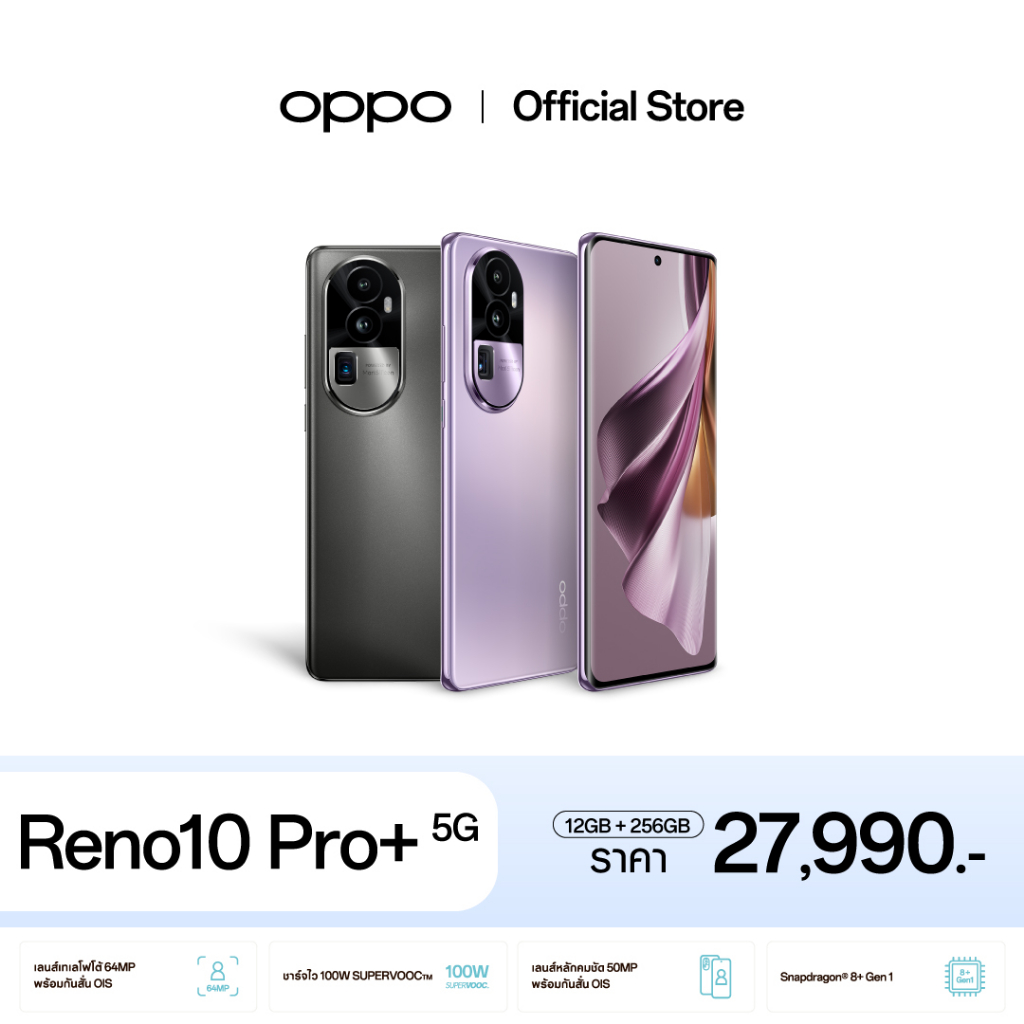 oppo | Official Store
oppo
Reno10 Pro+ 5G
12GB + 256GB
ราคา 27,990.-
เลนส์เทเลโฟโต้ 64MP
พร้อมกันสั่น OIS
64MP
ชาร์จไว 100W SUPERVOOC™
100W
SUPERVOOC.
เลนส์หลักคมชัด 50MP
พร้อมกันสั่น OIS
Snapdragon® 8+ Gen 1
8+
Gen1